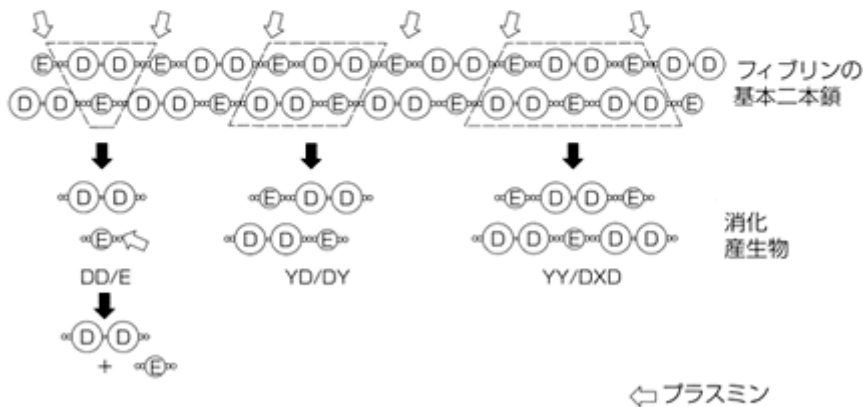 E D D E D D E D D E D D E D D E D D
D D E D D E D D E D D E D D E D D E
フィブリンの
基本二本鎖
D D
E
DD/E
E D D
D D E
YD/DY
E D D E
D D E D D
YY/DXD
消化
産生物
D D
+ E
プラスミン